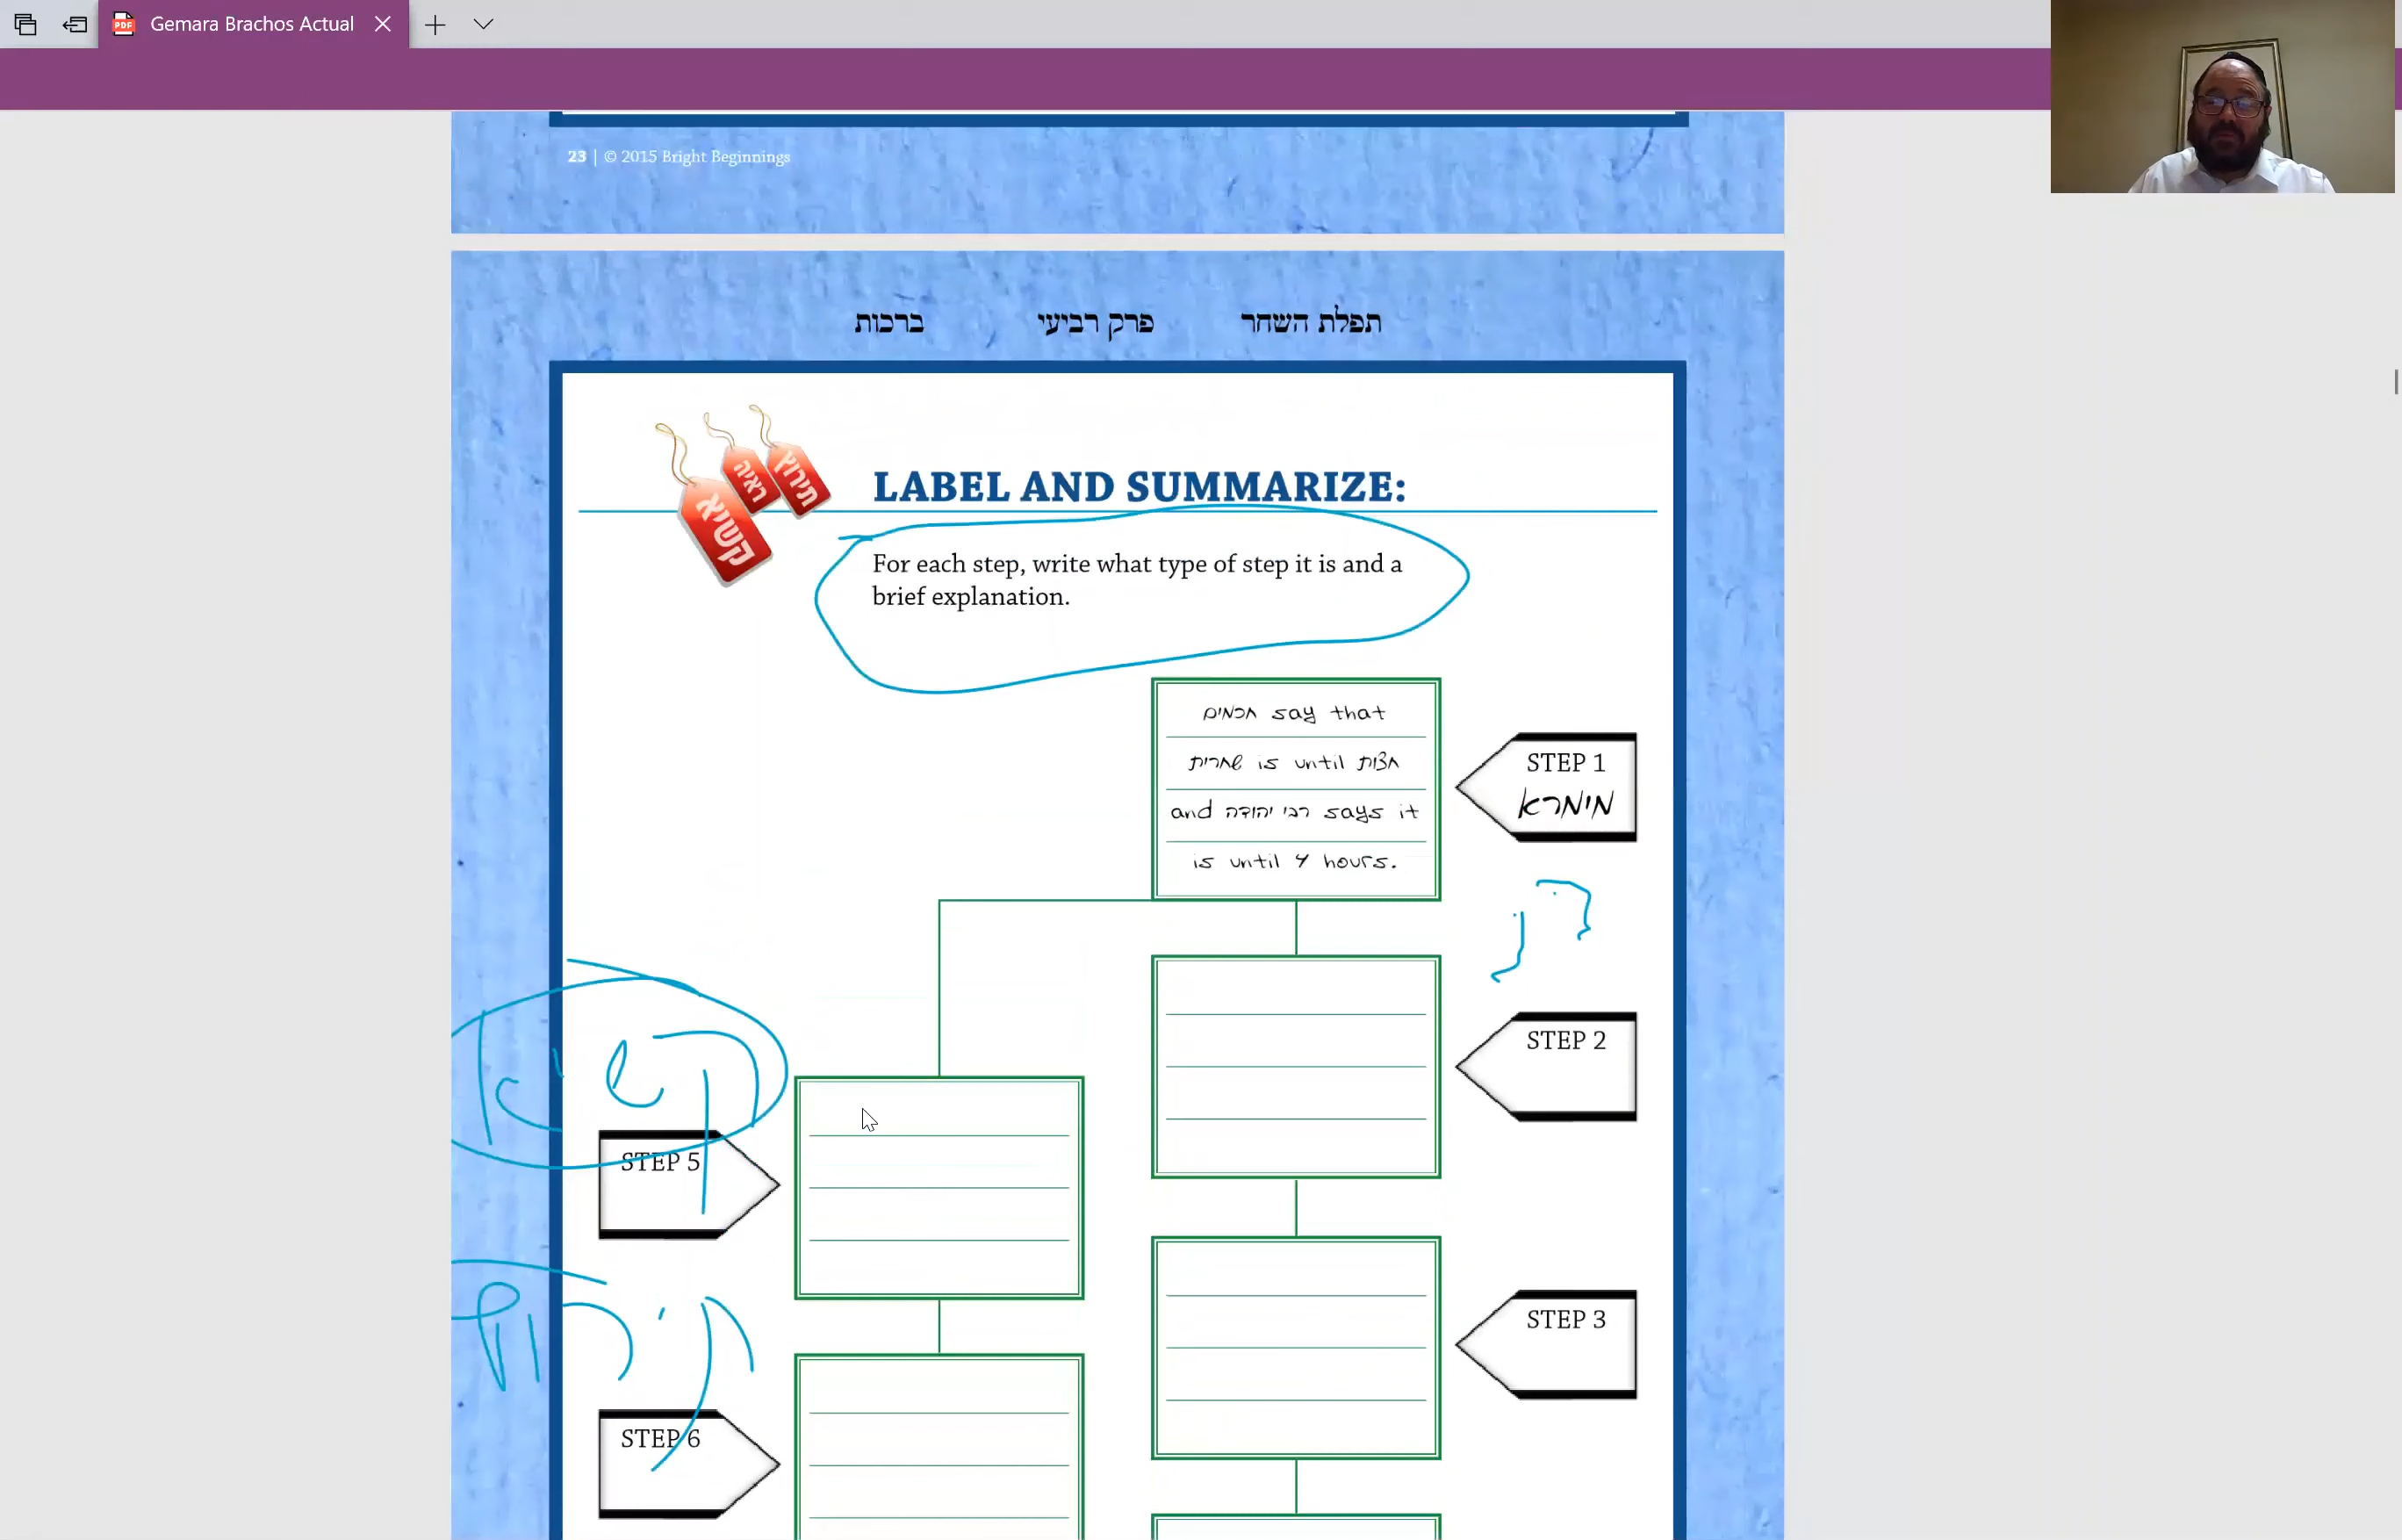 Gemara Brachos Actual
23 | © 2015 Bright Beginnings
תפלת השחר פרק רביעי ברכות
קשיא
ראיה
תירוץ
LABEL AND SUMMARIZE:
For each step, write what type of step it is and a
brief explanation.
חכמים say that
שחרית is until חצות
and רבי יהודה says it
is until 4 hours.
STEP 1
מימרא
STEP 2
קשיא
STEP 5
STEP 3
תירוץ
STEP 6